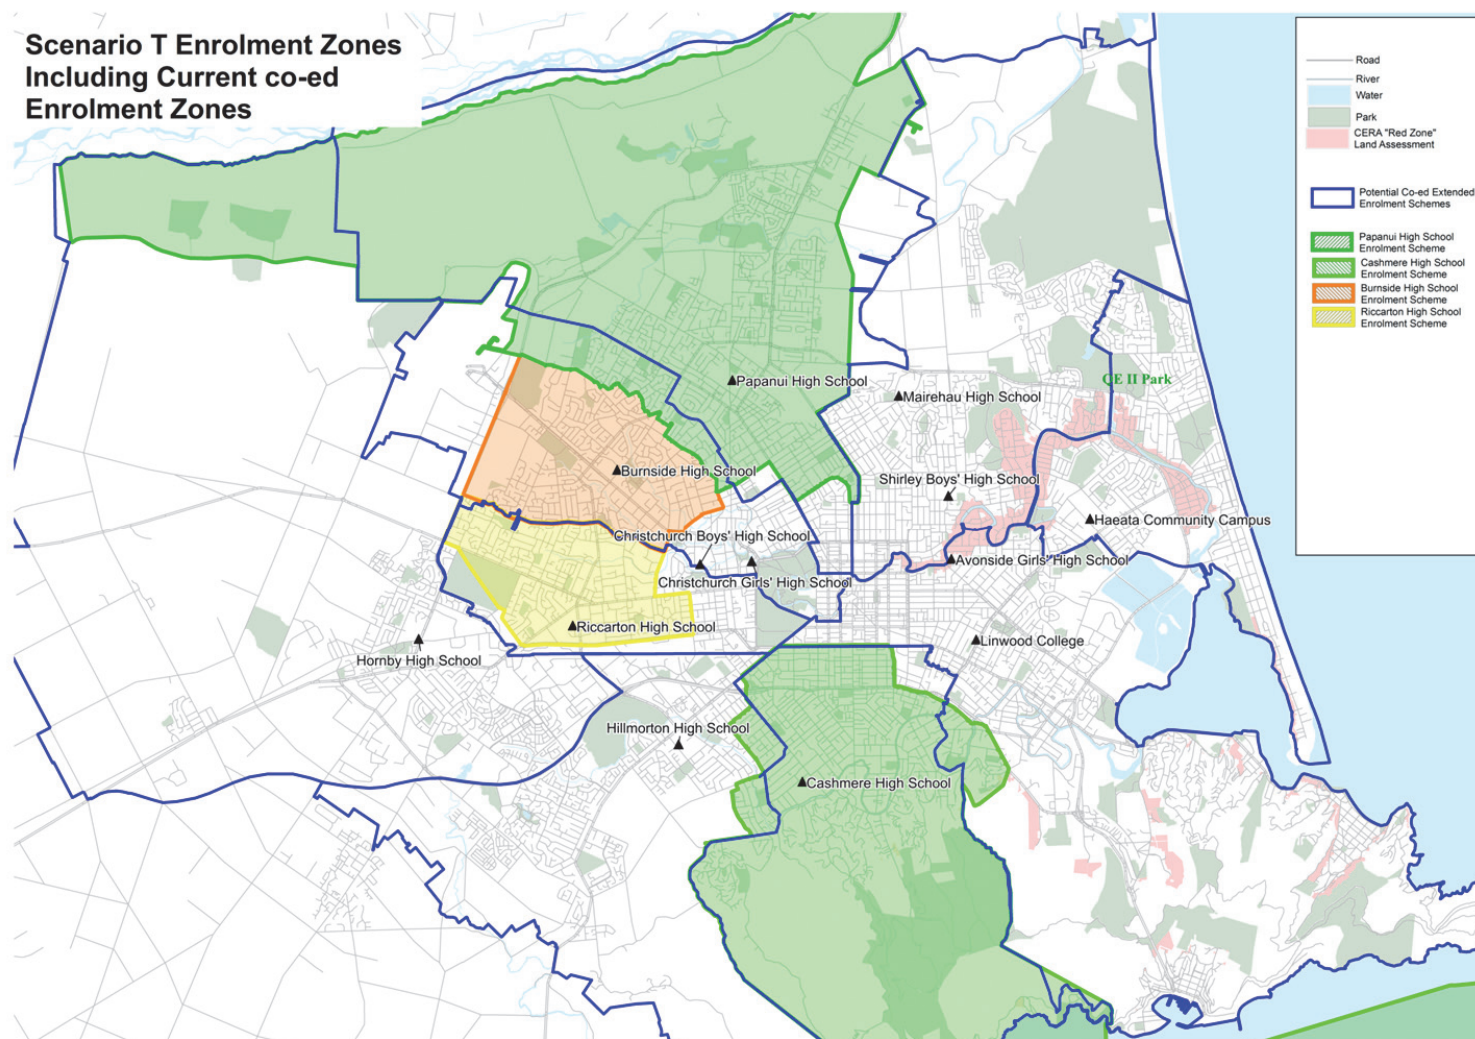 Scenario T Enrolment Zones
Including Current co-ed
Enrolment Zones
Road
River
Water
Park
CERA "Red Zone"
Land Assessment
Potential Co-ed Extended
Enrolment Schemes
Papanui High School
Enrolment Scheme
Cashmere High School
Enrolment Scheme
Burnside High School
Enrolment Scheme
Riccarton High School
Enrolment Scheme
QE II Park
Papanui High School
Mairehau High School
Burnside High School
Shirley Boys' High School
Haeata Community Campus
Christchurch Boys' High School
Avonside Girls' High School
Christchurch Girls' High School
Riccarton High School
Linwood College
Hornby High School
Hillmorton High School
Cashmere High School